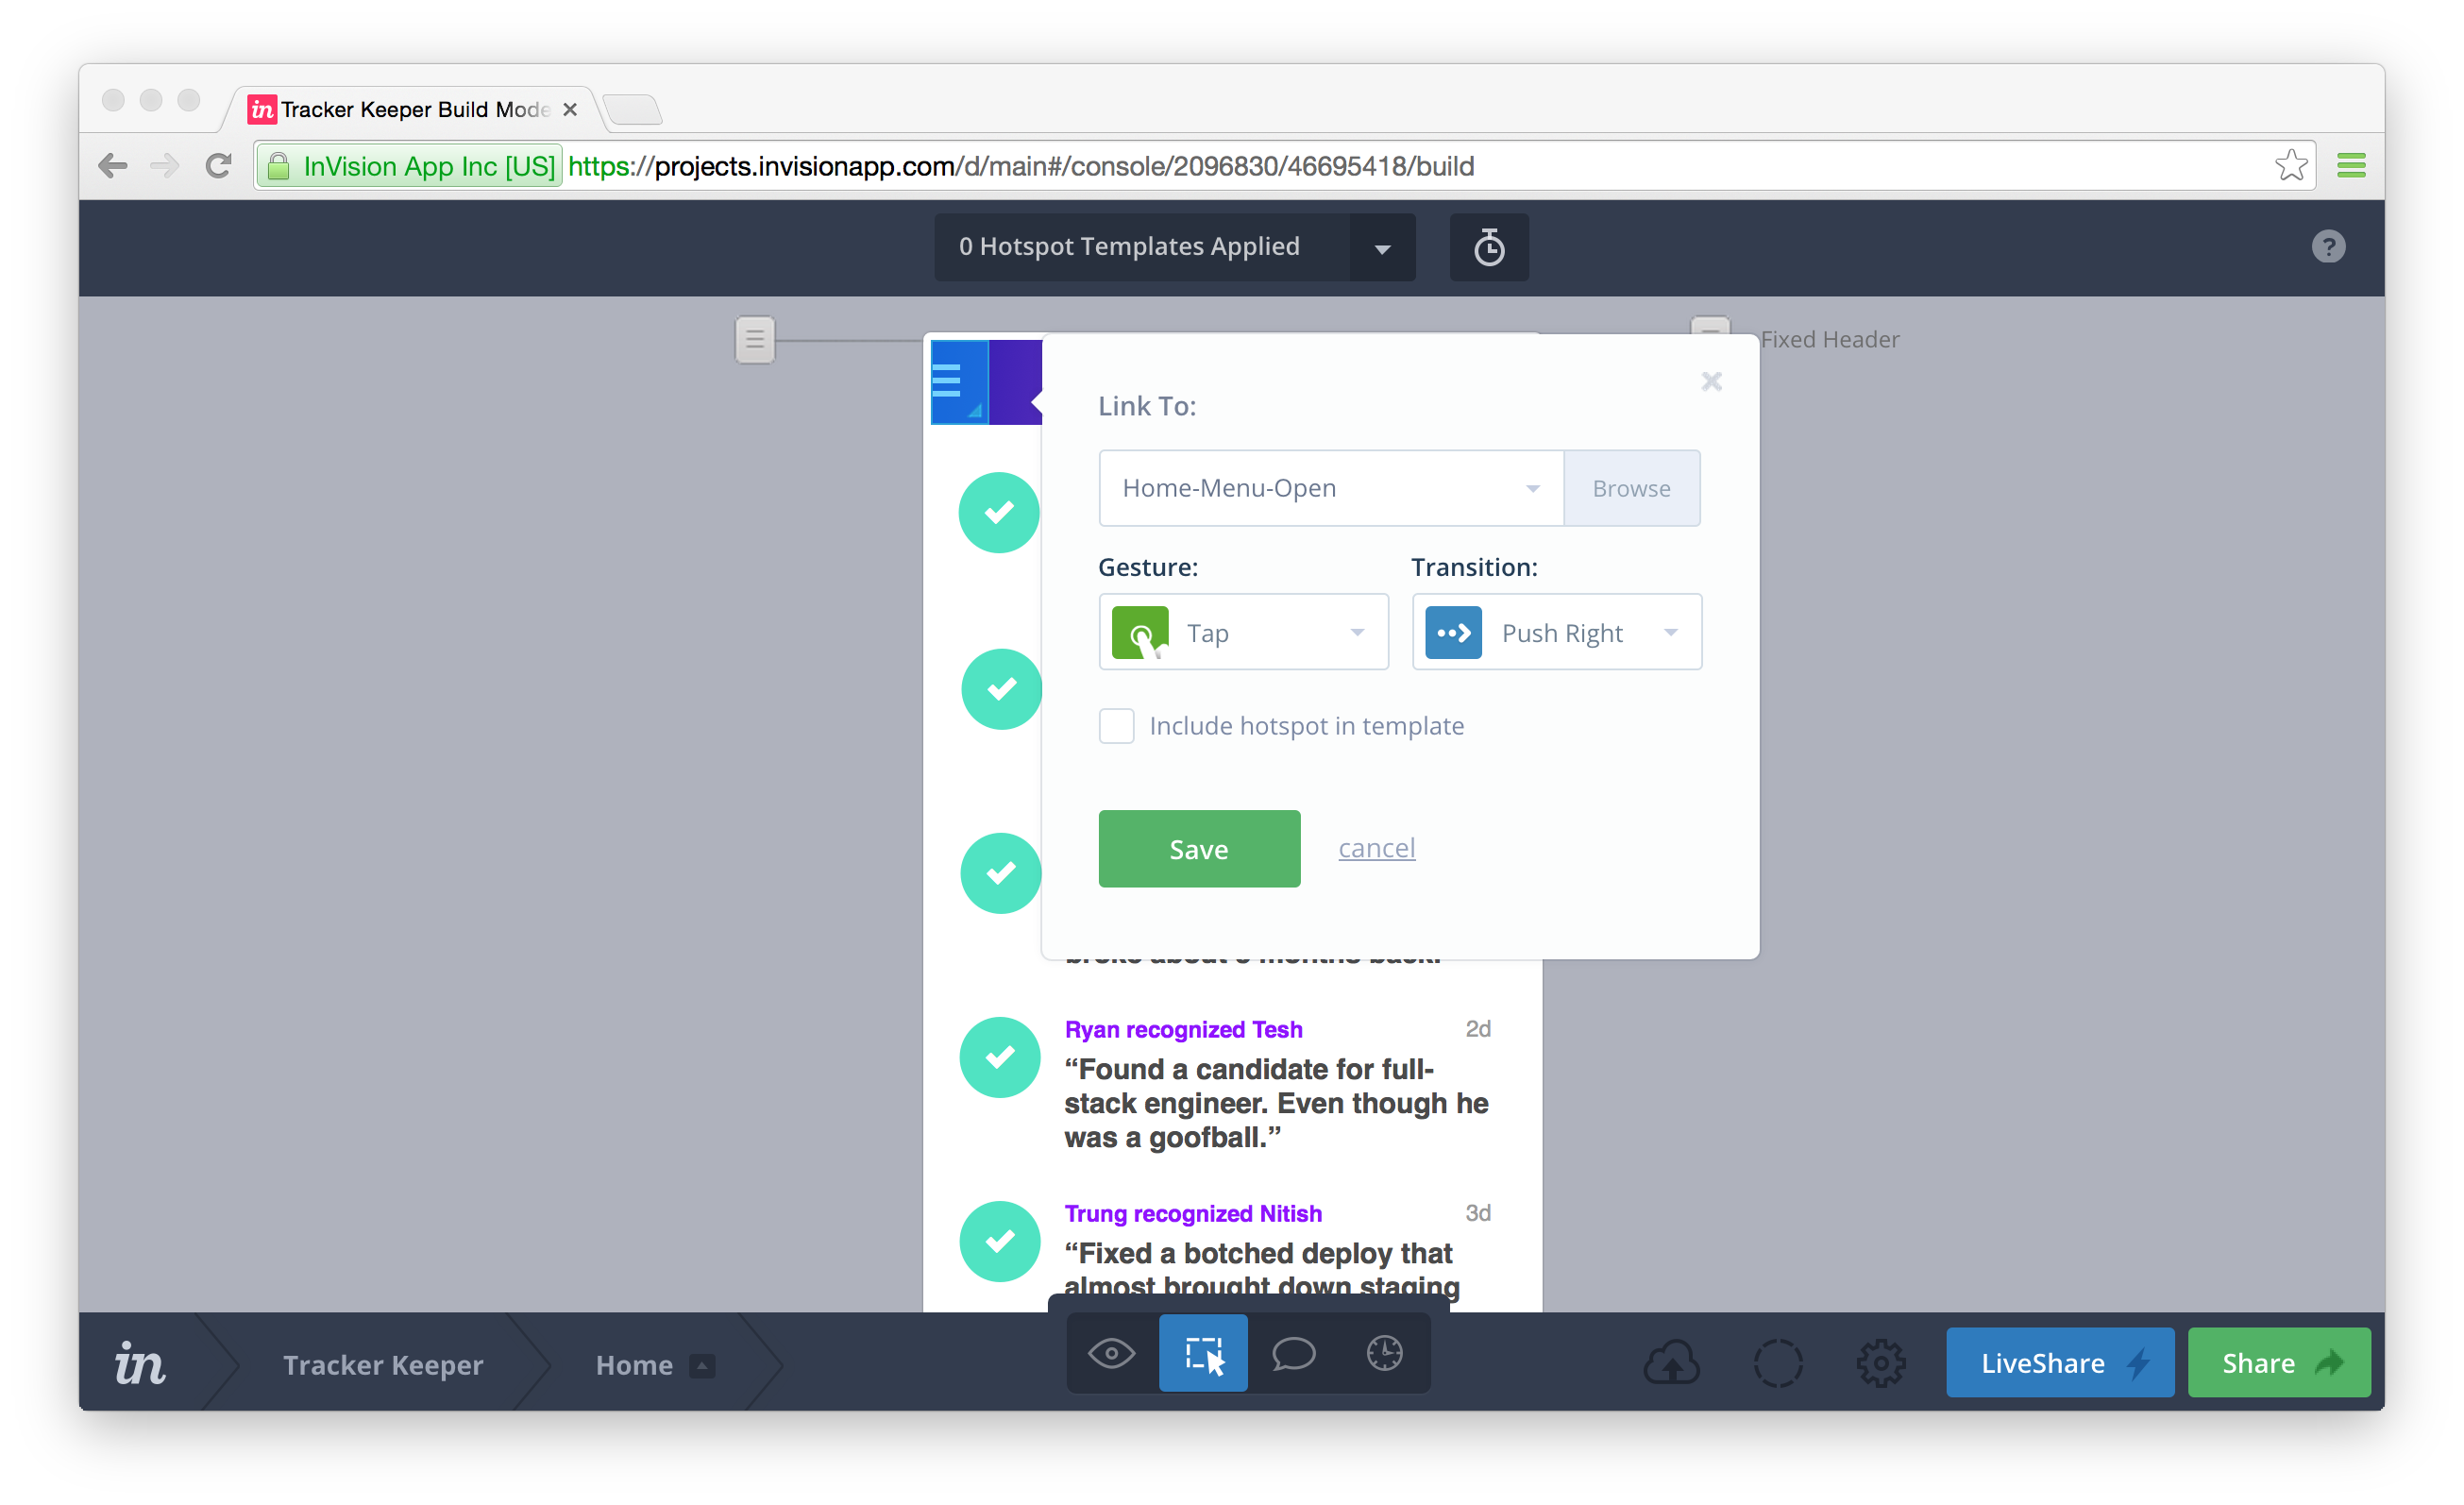 in Tracker Keeper Build Mode
InVision App Inc [US] https://projects.invisionapp.com/d/main#/console/2096830/46695418/build
0 Hotspot Templates Applied
?
Fixed Header
Link To:
Home-Menu-Open
Browse
Gesture:
Transition:
Tap
Push Right
Include hotspot in template
Save
cancel
Ryan recognized Tesh
2d
“Found a candidate for full-
stack engineer. Even though he
was a goofball.”
Trung recognized Nitish
3d
“Fixed a botched deploy that
almost brought down staging
in
Tracker Keeper
Home
LiveShare
Share